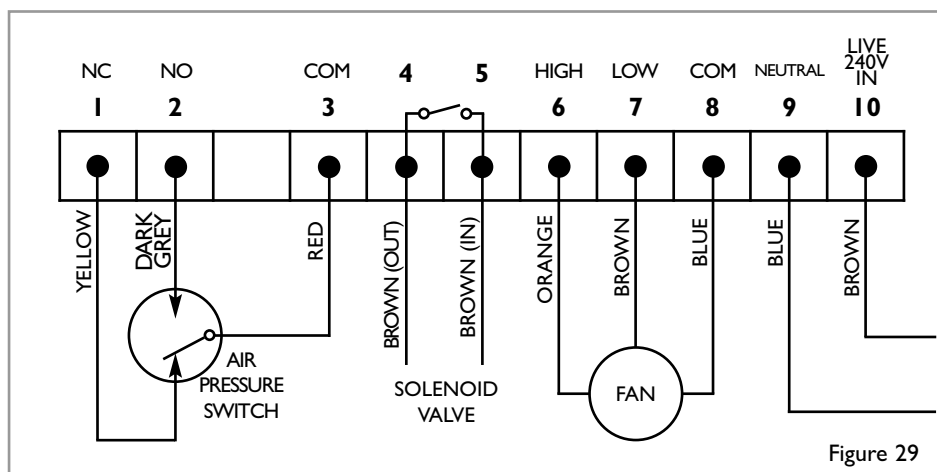 NC NO COM 4 5 HIGH LOW COM NEUTRAL LIVE
240V
IN
1 2 3 6 7 8 9 10
YELLOW
DARK
GREY
RED
BROWN (OUT)
BROWN (IN)
ORANGE
BROWN
BLUE
BLUE
BROWN
AIR
PRESSURE
SWITCH
SOLENOID
VALVE
FAN
Figure 29